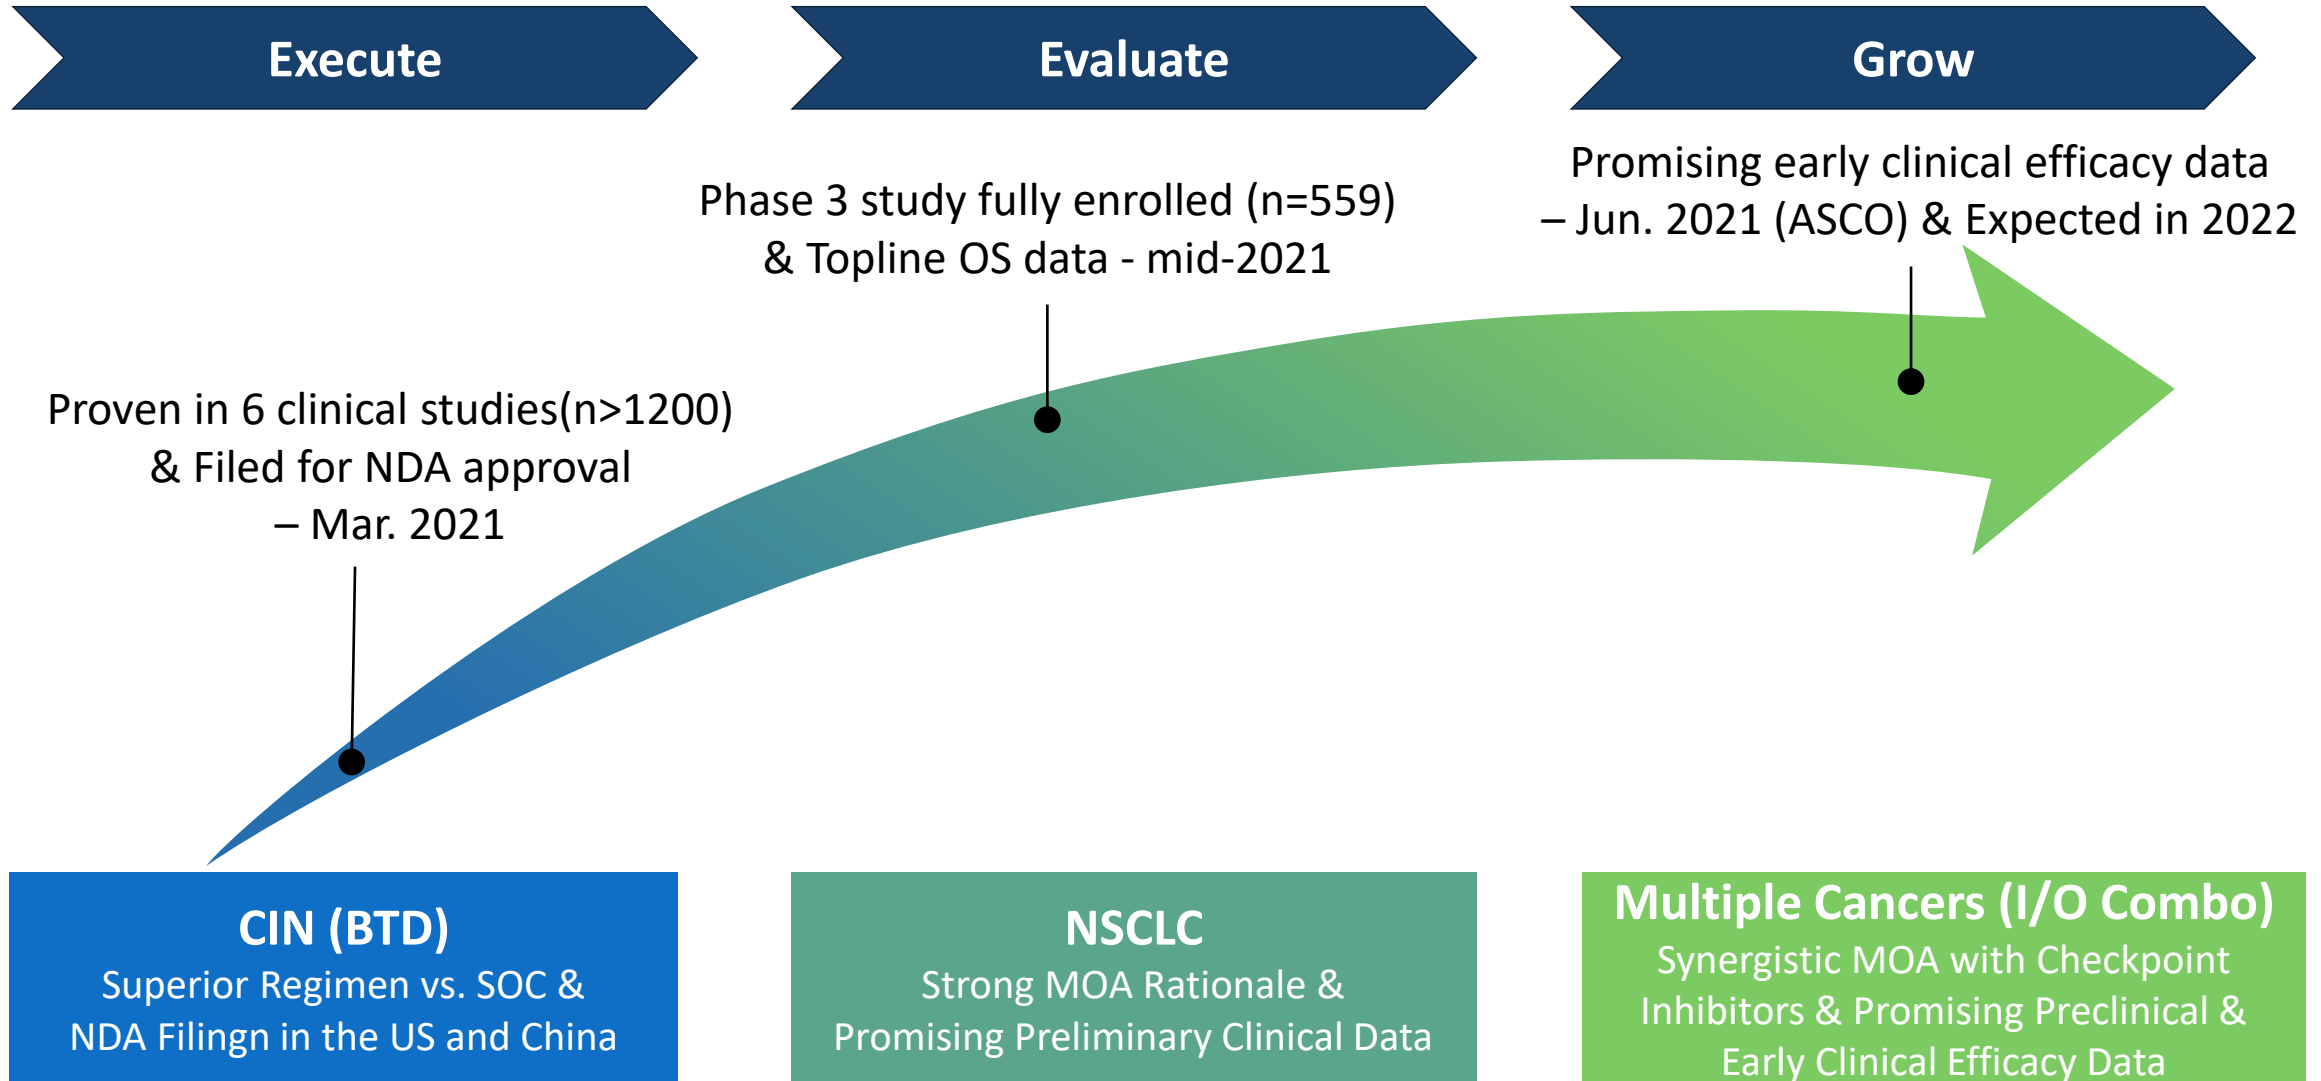 Execute
Evaluate
Grow
Proven in 6 clinical studies(n>1200)
& Filed for NDA approval
– Mar. 2021
Phase 3 study fully enrolled (n=559)
& Topline OS data - mid-2021
Promising early clinical efficacy data
– Jun. 2021 (ASCO) & Expected in 2022
CIN (BTD)
Superior Regimen vs. SOC &
NDA Filingn in the US and China
NSCLC
Strong MOA Rationale &
Promising Preliminary Clinical Data
Multiple Cancers (I/O Combo)
Synergistic MOA with Checkpoint
Inhibitors & Promising Preclinical &
Early Clinical Efficacy Data